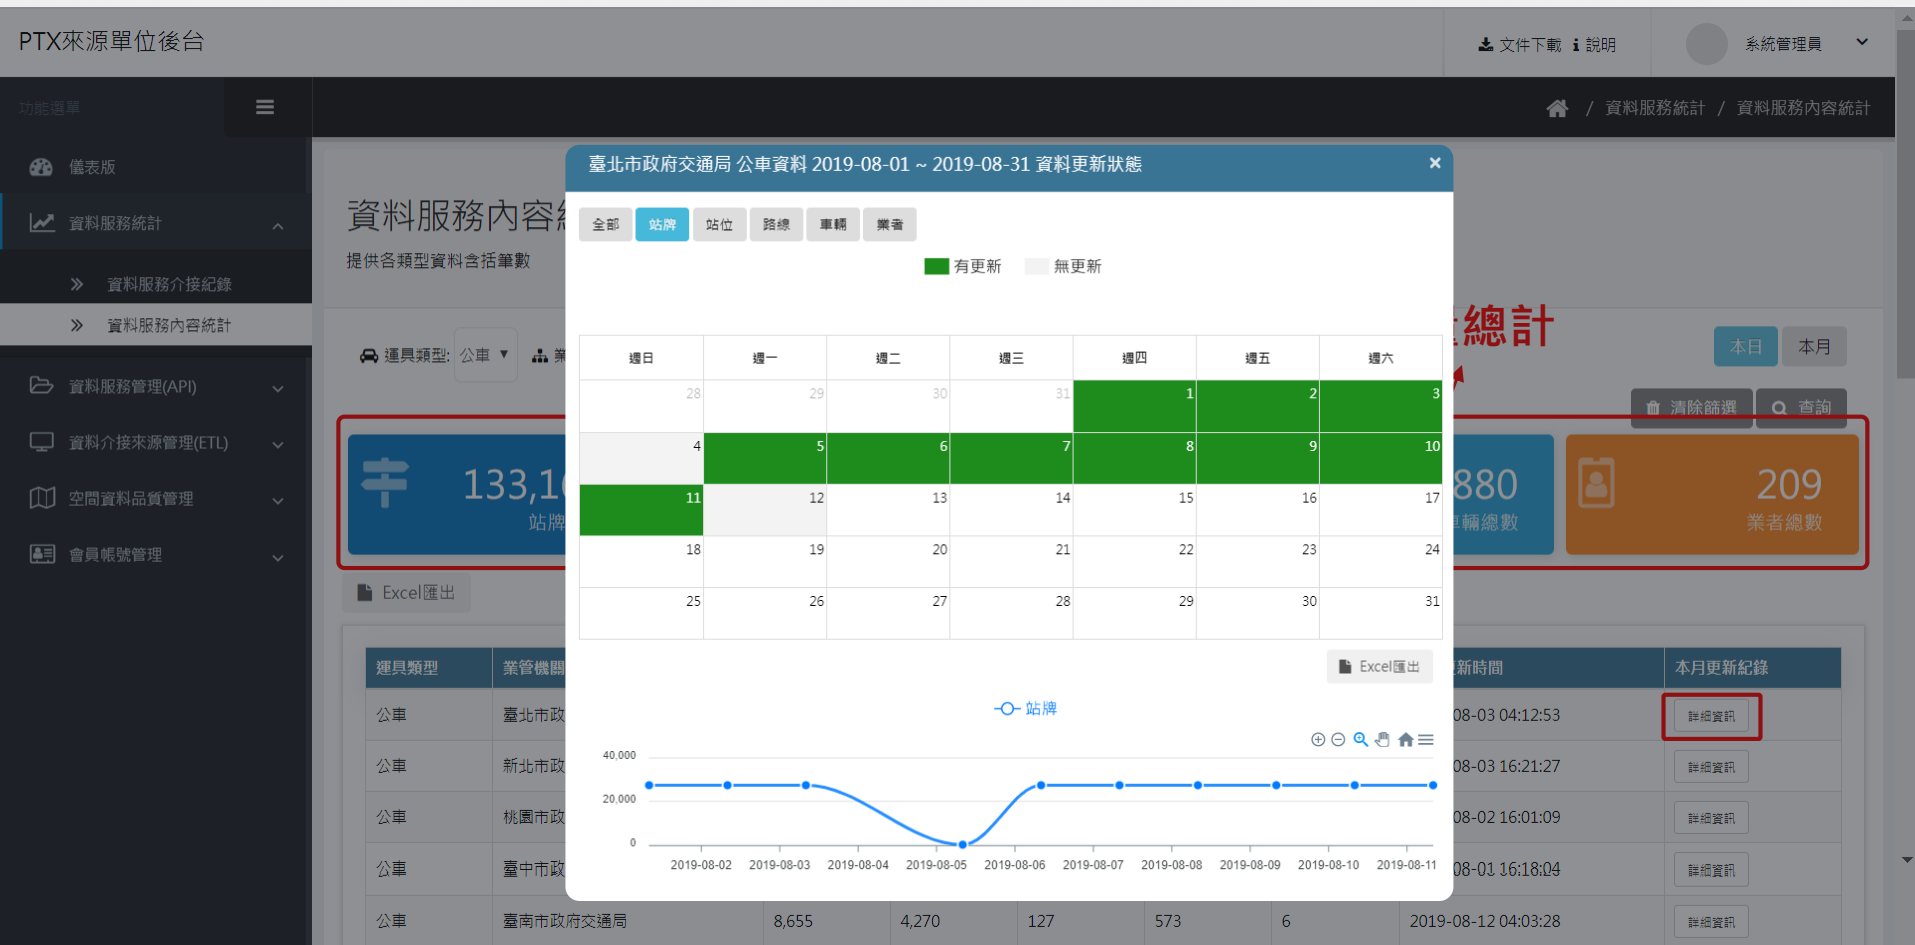 PTX來源單位後台
文件下載
說明
系統管理員
功能選單
/ 資料服務統計 / 資料服務內容統計
儀表版
資料服務統計
資料服務介接紀錄
資料服務內容統計
資料服務管理(API)
資料介接來源管理(ETL)
空間資料品質管理
會員帳號管理
資料服務內容
提供各類型資料含括筆數
運具類型:
公車
業
總計
本日
本月
清除篩選
查詢
133,1
站牌
880
車輛總數
209
業者總數
Excel匯出
臺北市政府交通局 公車資料 2019-08-01 ~ 2019-08-31 資料更新狀態
×
全部
站牌
站位
路線
車輛
業者
有更新
無更新
週日 週一 週二 週三 週四 週五 週六
28 29 30 31 1 2 3
4 5 6 7 8 9 10
11 12 13 14 15 16 17
18 19 20 21 22 23 24
25 26 27 28 29 30 31
Excel匯出
站牌
40,000
20,000
0
2019-08-02 2019-08-03 2019-08-04 2019-08-05 2019-08-06 2019-08-07 2019-08-08 2019-08-09 2019-08-10 2019-08-11
運具類型 業管機關 新時間 本月更新紀錄
公車 臺北市政 08-03 04:12:53 詳細資訊
公車 新北市政 08-03 16:21:27 詳細資訊
公車 桃園市政 08-02 16:01:09 詳細資訊
公車 臺中市政 08-01 16:18:04 詳細資訊
公車 臺南市政府交通局 8,655 4,270 127 573 6 2019-08-12 04:03:28 詳細資訊